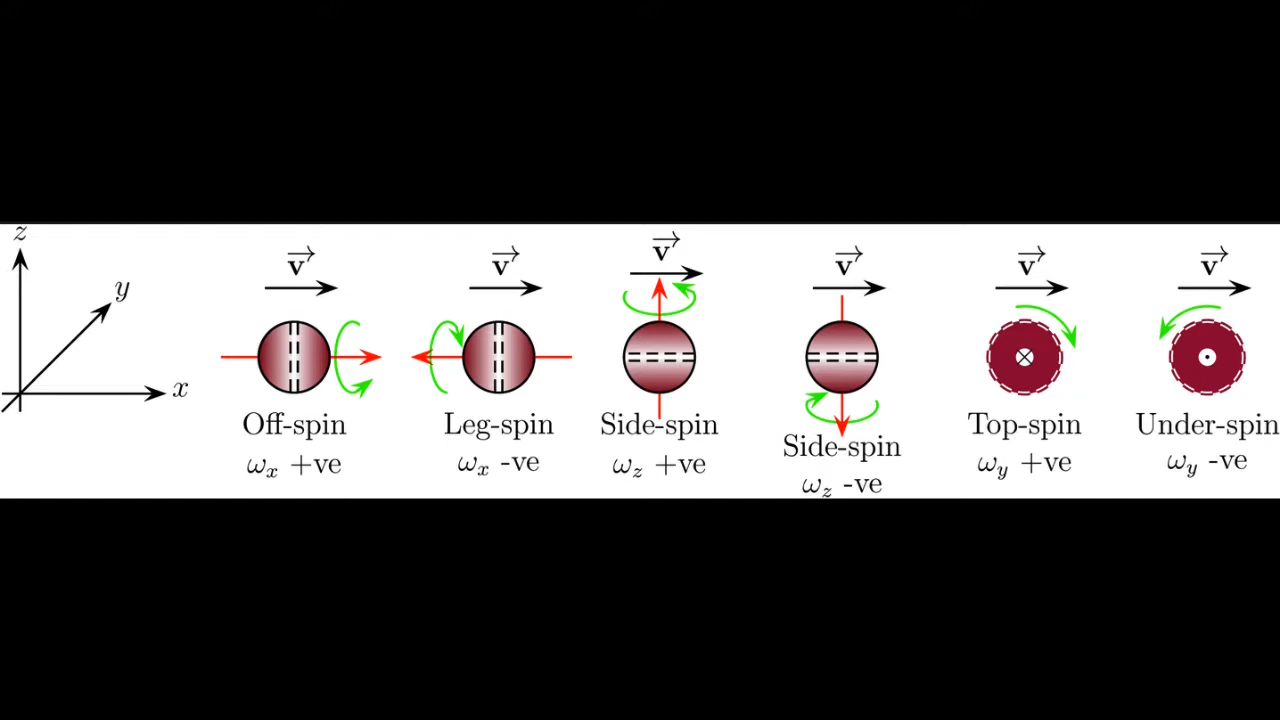 z
y
x
v⃗
Off-spin
ωx +ve
v⃗
Leg-spin
ωx -ve
v⃗
Side-spin
ωz +ve
v⃗
Side-spin
ωz -ve
v⃗
Top-spin
ωy +ve
v⃗
Under-spin
ωy -ve